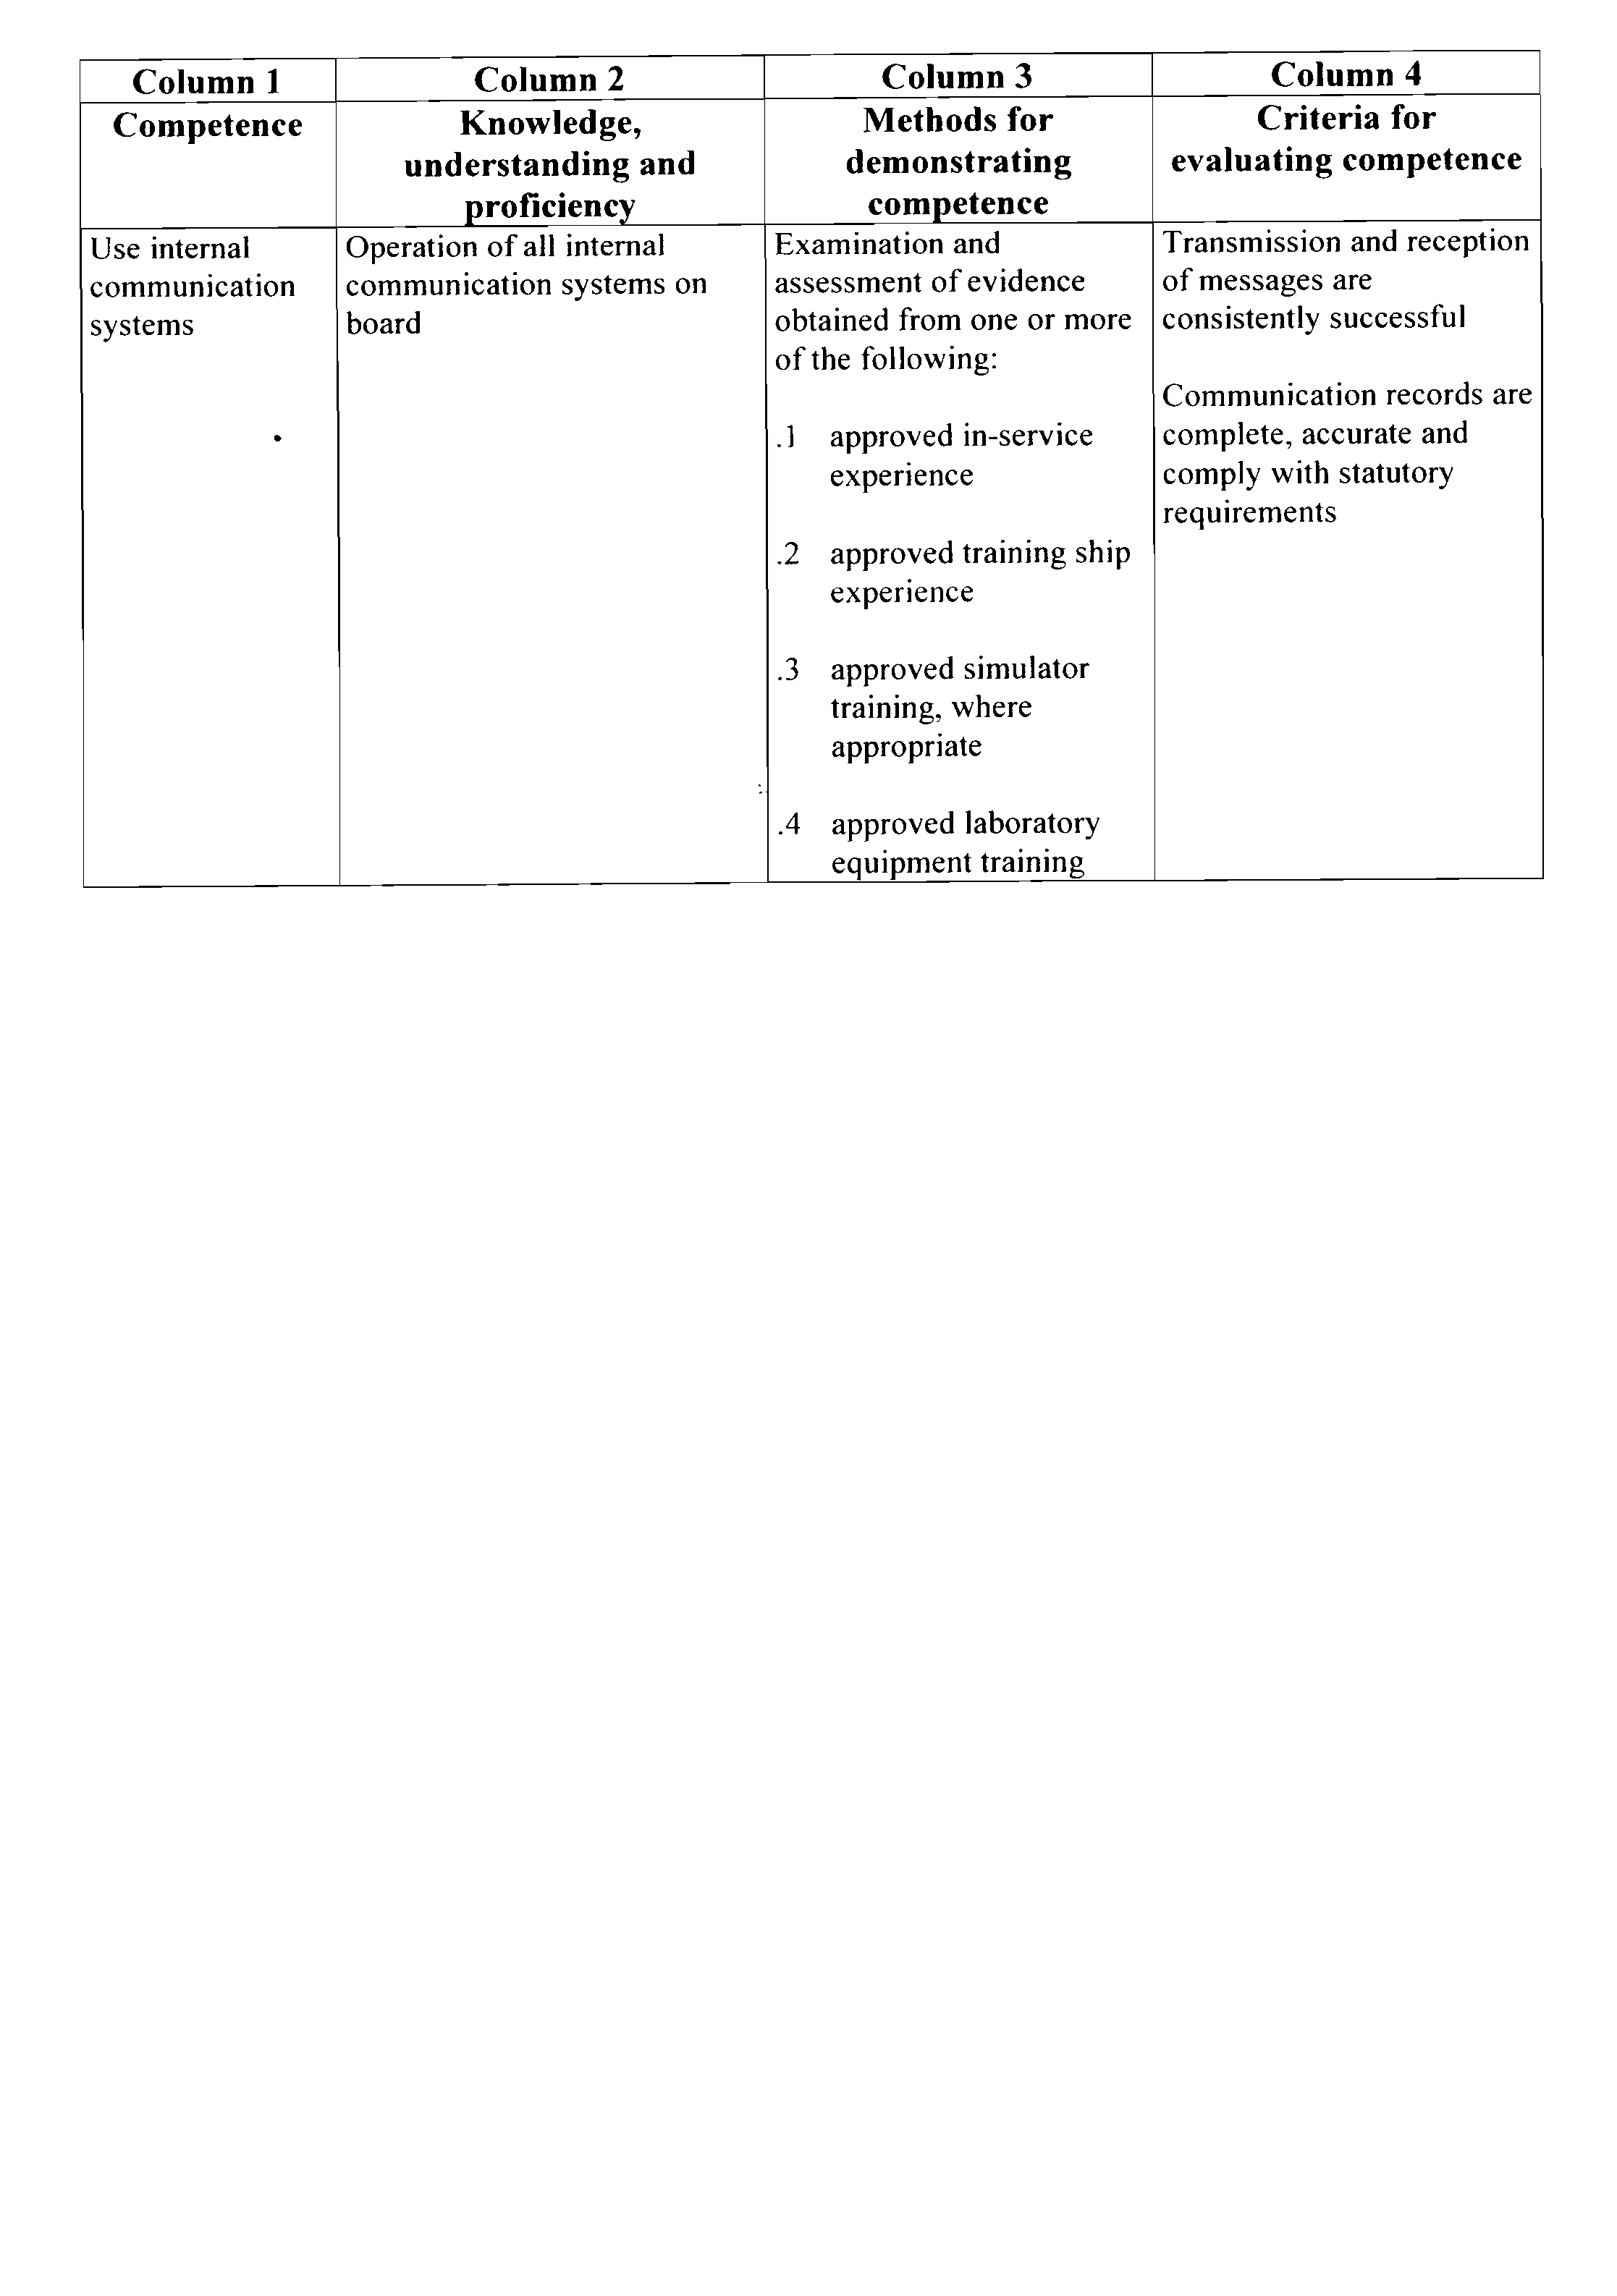 Column 1
Column 2
Column 3
Column 4
Competence
Knowledge,
understanding and
proficiency
Methods for
demonstrating
competence
Criteria for
evaluating competence
Use internal
communication
systems
Operation of all internal
communication systems on
board
Examination and
assessment of evidence
obtained from one or more
of the following:
.1 approved in-service
experience
.2 approved training ship
experience
.3 approved simulator
training, where
appropriate
.4 approved laboratory
equipment training
Transmission and reception
of messages are
consistently successful
Communication records are
complete, accurate and
comply with statutory
requirements